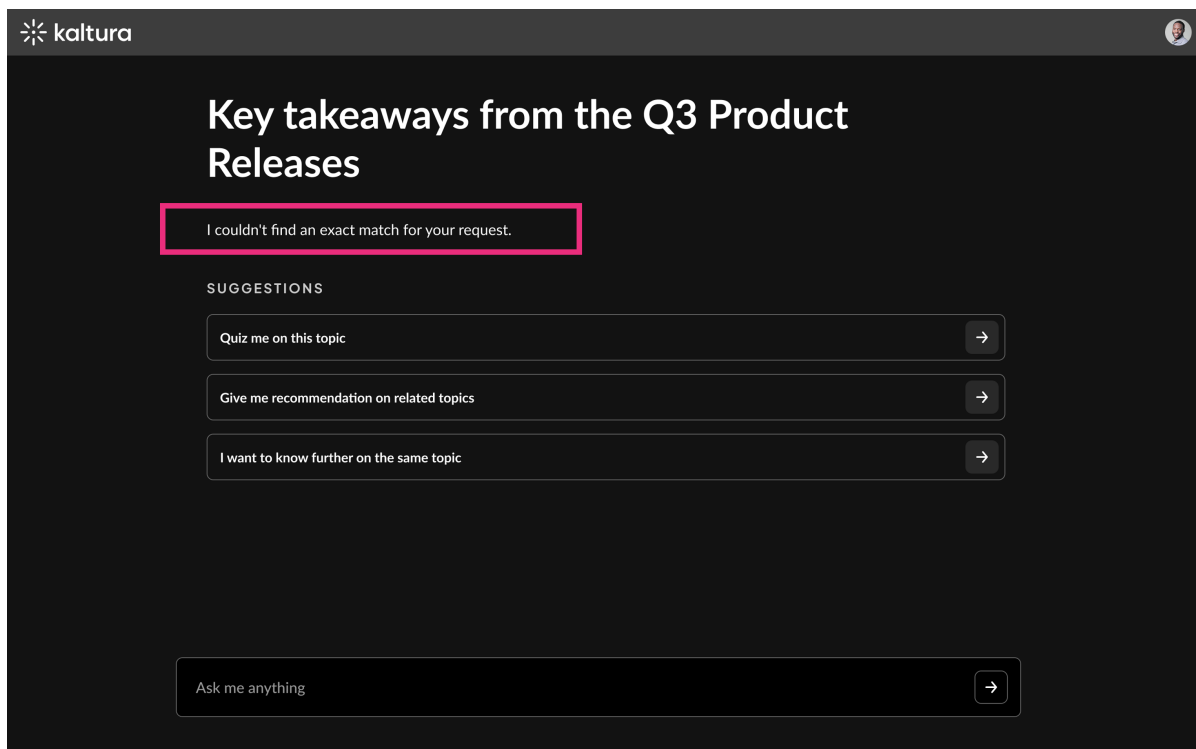 kaltura
Key takeaways from the Q3 Product
Releases
I couldn't find an exact match for your request.
SUGGESTIONS
Quiz me on this topic
Give me recommendation on related topics
I want to know further on the same topic
Ask me anything